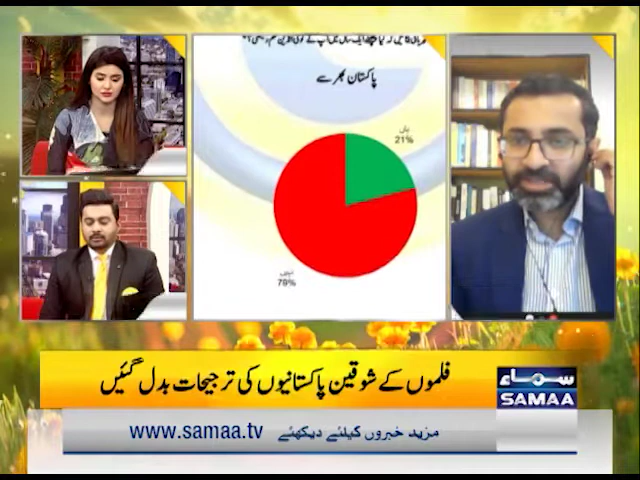 پاکستان بھر سے
ہاں
21%
نہیں
79%
فلموں کے شوقین پاکستانیوں کی ترجیحات بدل گئیں
سماء
SAMAA
مزید خبروں کیلئے دیکھئے www.samaa.tv